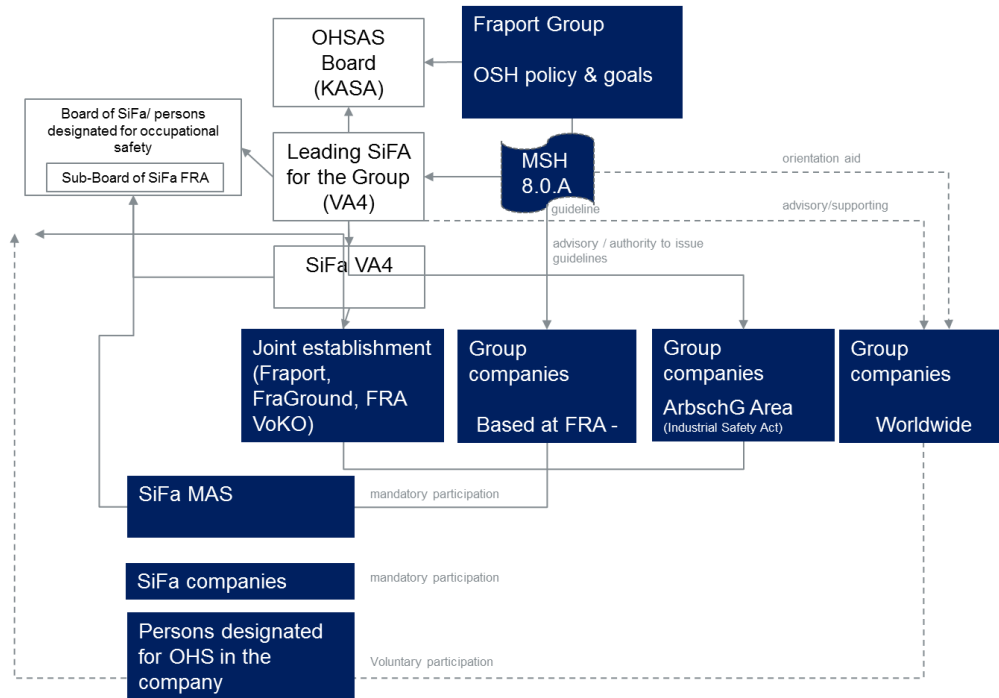 OHSAS
Board
(KASA)
Fraport Group
OSH policy & goals
Board of SiFa/ persons
designated for occupational
safety
Sub-Board of SiFa FRA
Leading SiFA
for the Group
(VA4)
MSH
8.0.A
orientation aid
guideline
advisory/supporting
advisory / authority to issue
guidelines
SiFa VA4
Joint establishment
(Fraport,
FraGround, FRA
VoKO)
Group
companies
Based at FRA -
Group
companies
ArbschG Area
(Industrial Safety Act)
Group
companies
Worldwide
SiFa MAS
mandatory participation
SiFa companies
mandatory participation
Persons designated
for OHS in the
company
Voluntary participation